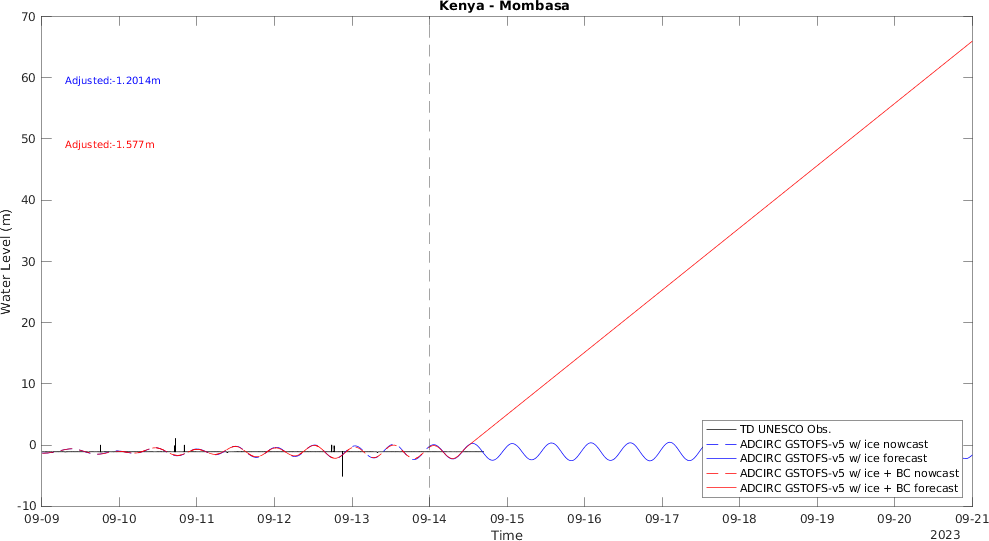 Kenya - Mombasa
70
60
50
40
30
20
10
0
-10
Water Level (m)
Adjusted:-1.2014m
Adjusted:-1.577m
TD UNESCO Obs.
ADCIRC GSTOFS-v5 w/ ice nowcast
ADCIRC GSTOFS-v5 w/ ice forecast
ADCIRC GSTOFS-v5 w/ ice + BC nowcast
ADCIRC GSTOFS-v5 w/ ice + BC forecast
09-09 09-10 09-11 09-12 09-13 09-14 09-15 09-16 09-17 09-18 09-19 09-20 09-21
Time
2023